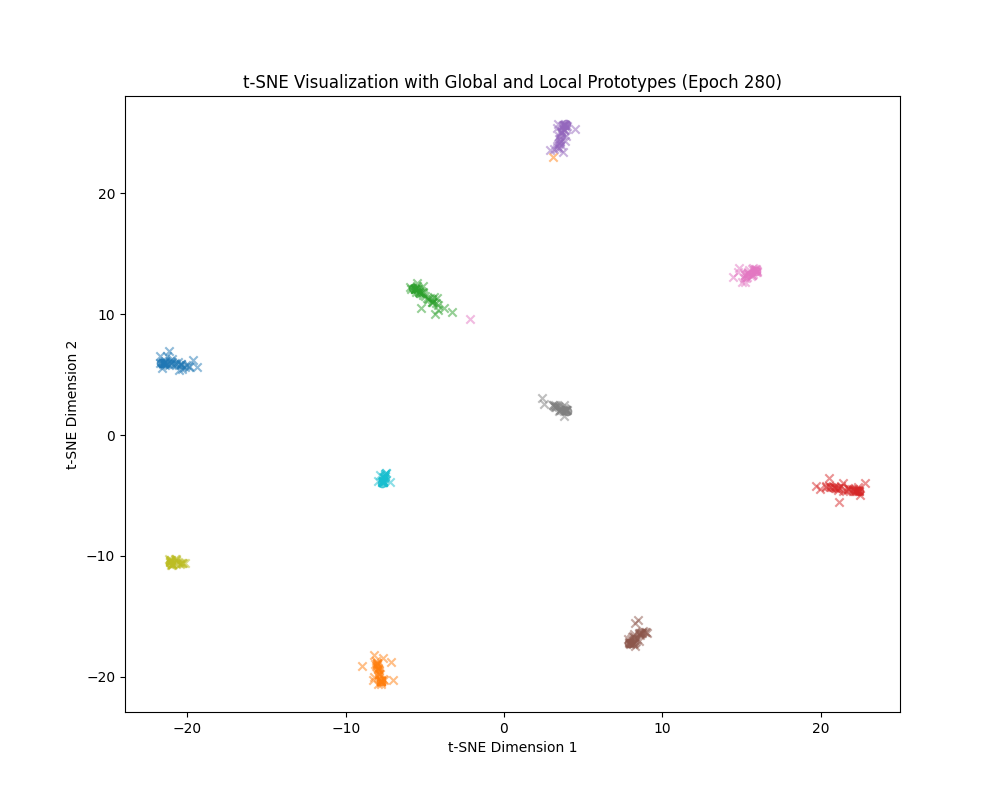 t-SNE Visualization with Global and Local Prototypes (Epoch 280)
20
10
0
−10
−20
t-SNE Dimension 2
−20 −10 0 10 20
t-SNE Dimension 1